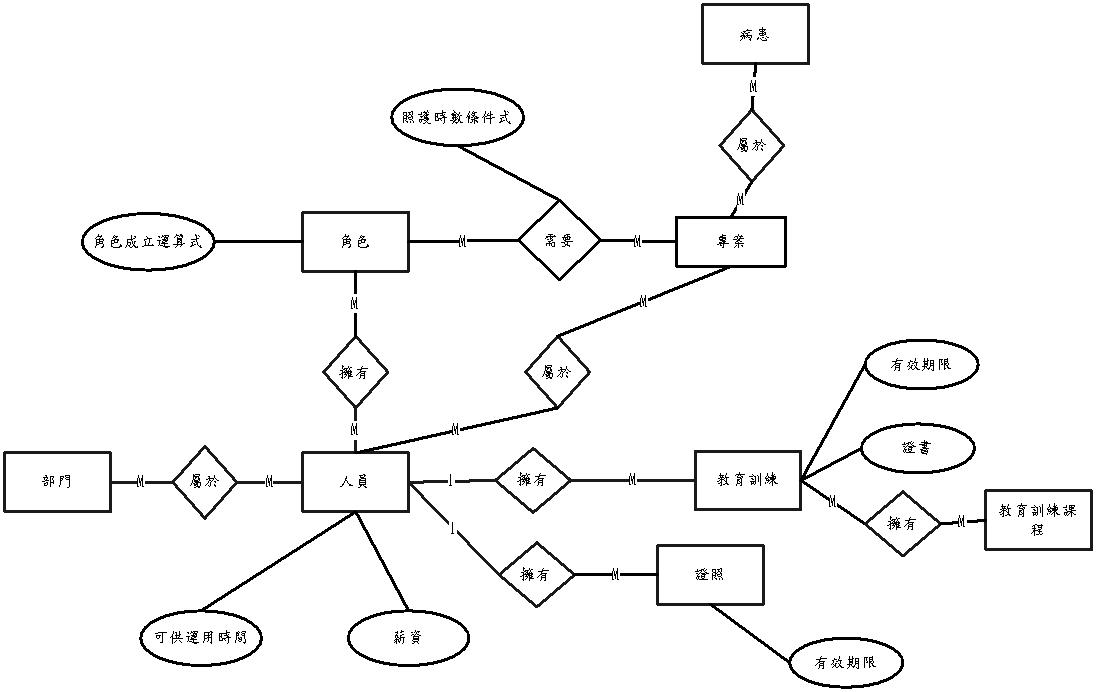 病患
M
照護時數條件式
屬於
M
角色成立運算式
角色
M
需要
M
專案
M
M
擁有
屬於
有效期限
M
M
證書
部門
M
屬於
M
人員
1
擁有
M
教育訓練
M
擁有
M
教育訓練課
程
1
擁有
M
證照
可供運用時間
薪資
有效期限